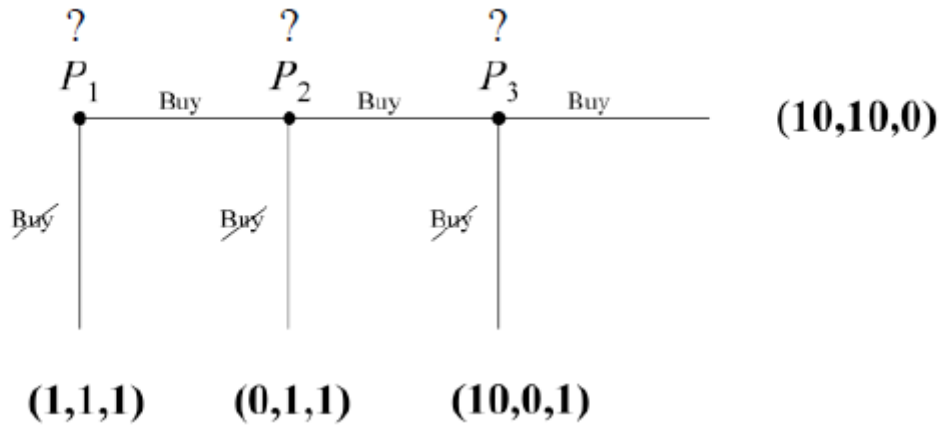 ? ? ?
P1 P2 P3
Buy Buy Buy (10,10,0)
Buy Buy Buy
(1,1,1) (0,1,1) (10,0,1)